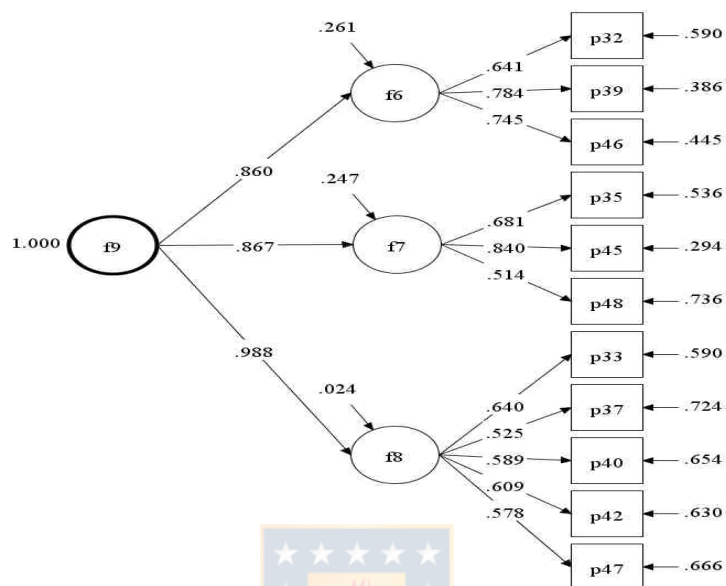 .261
p32 .590
.641
f6 .784 p39 .386
.745
p46 .445
.860
.247
p35 .536
.681
1.000 f9 .867 f7 .840 p45 .294
.514
p48 .736
.988
p33 .590
.024
.640
p37 .724
.525
f8 .589 p40 .654
.609
p42 .630
.578
p47 .666